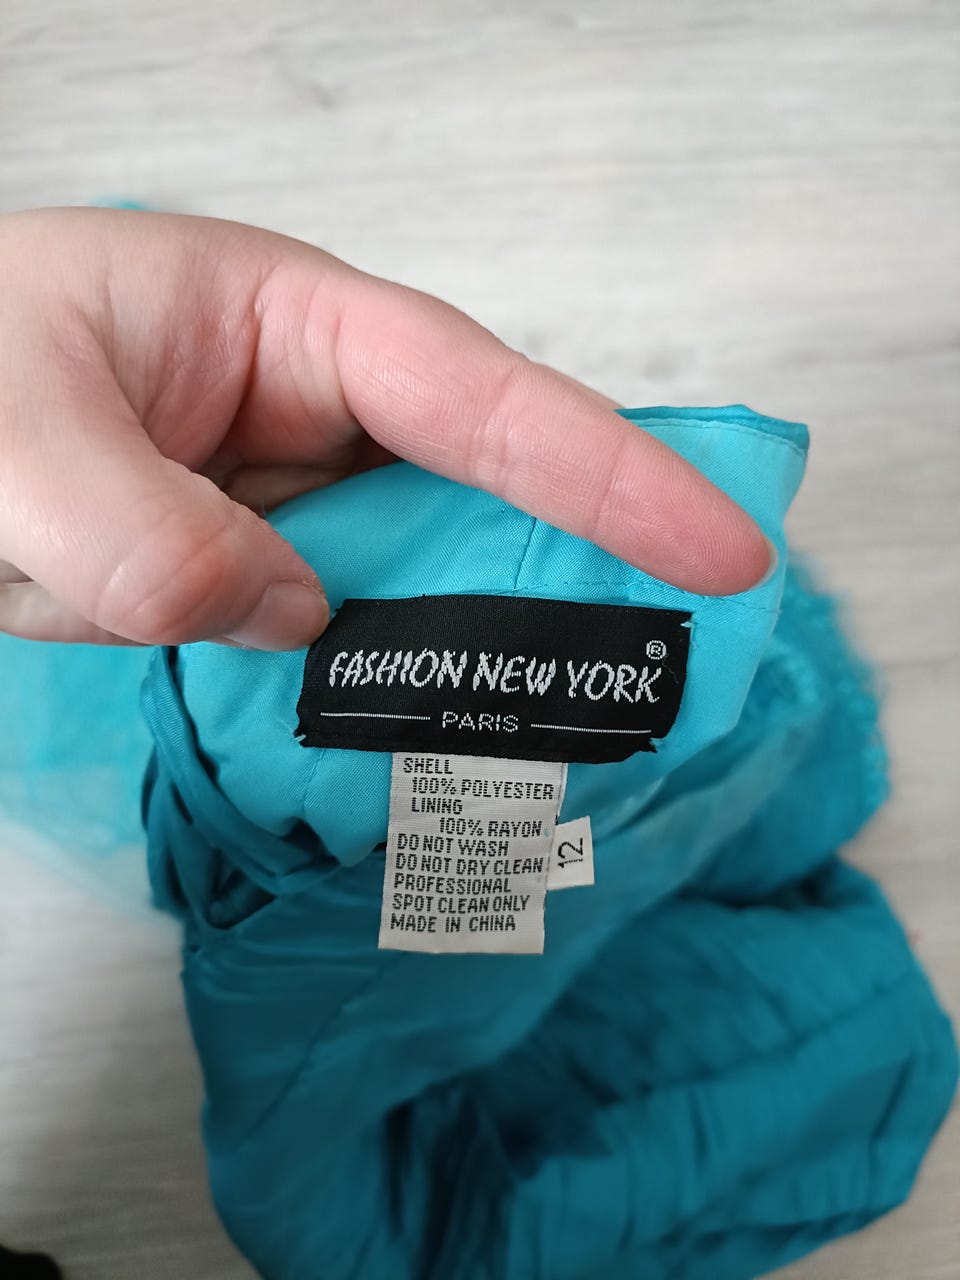 FASHION NEW YORK®
PARIS
SHELL
100% POLYESTER
LINING
100% RAYON
DO NOT WASH
DO NOT DRY CLEAN
PROFESSIONAL
SPOT CLEAN ONLY
MADE IN CHINA
12